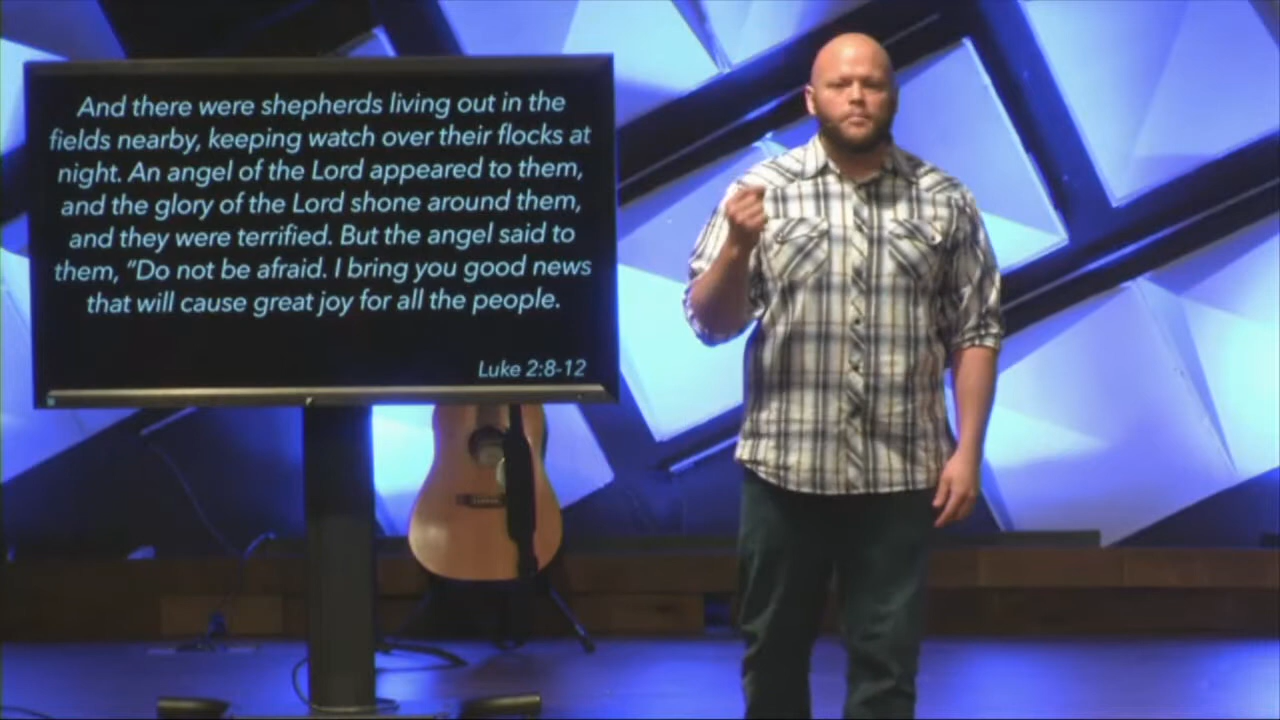 And there were shepherds living out in the
fields nearby, keeping watch over their flocks at
night. An angel of the Lord appeared to them,
and the glory of the Lord shone around them,
and they were terrified. But the angel said to
them, “Do not be afraid. I bring you good news
that will cause great joy for all the people.
Luke 2:8-12